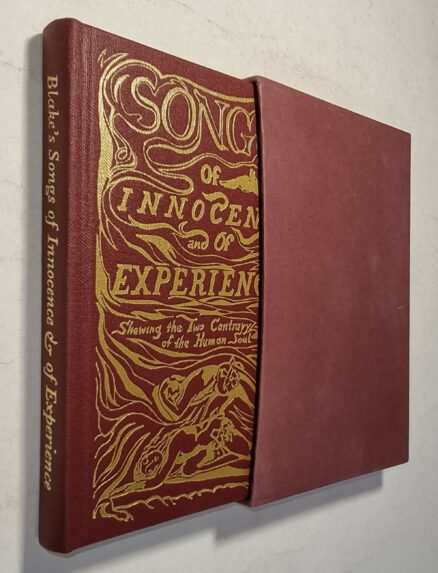 Blake's Songs of Innocence & of Experience
SONG
Of
INNOCEN
and Of
EXPERIENC
Shewing the Two Contrary
of the Human Soul